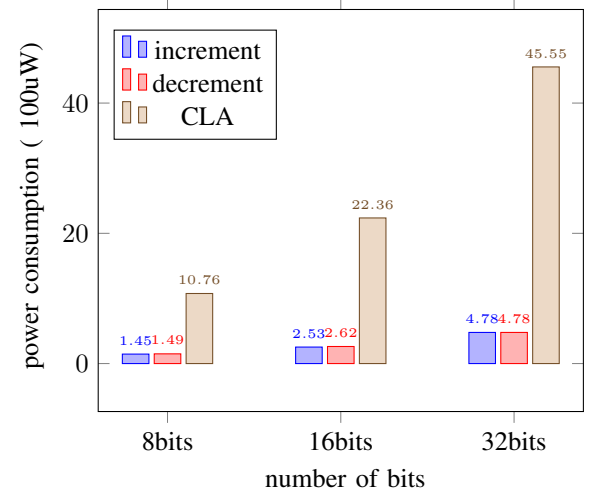 increment
decrement
CLA
power consumption ( 100uW)
40
20
0
1.45
1.49
10.76
2.53
2.62
22.36
4.78
4.78
45.55
8bits
16bits
32bits
number of bits